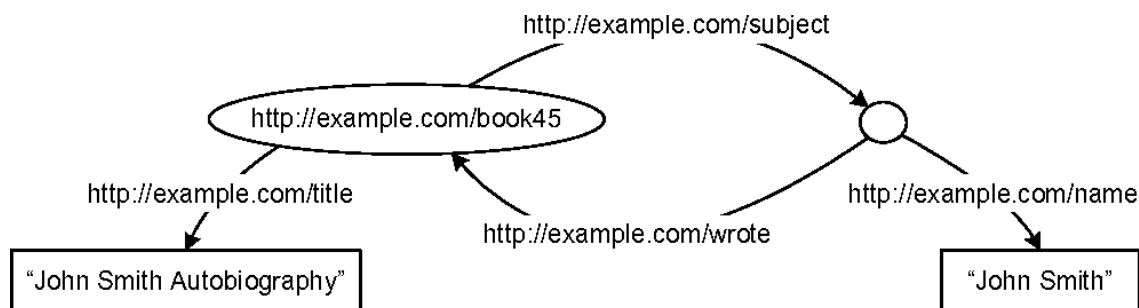 http://example.com/subject
http://example.com/book45
http://example.com/title
http://example.com/name
http://example.com/wrote
“John Smith Autobiography”
“John Smith”